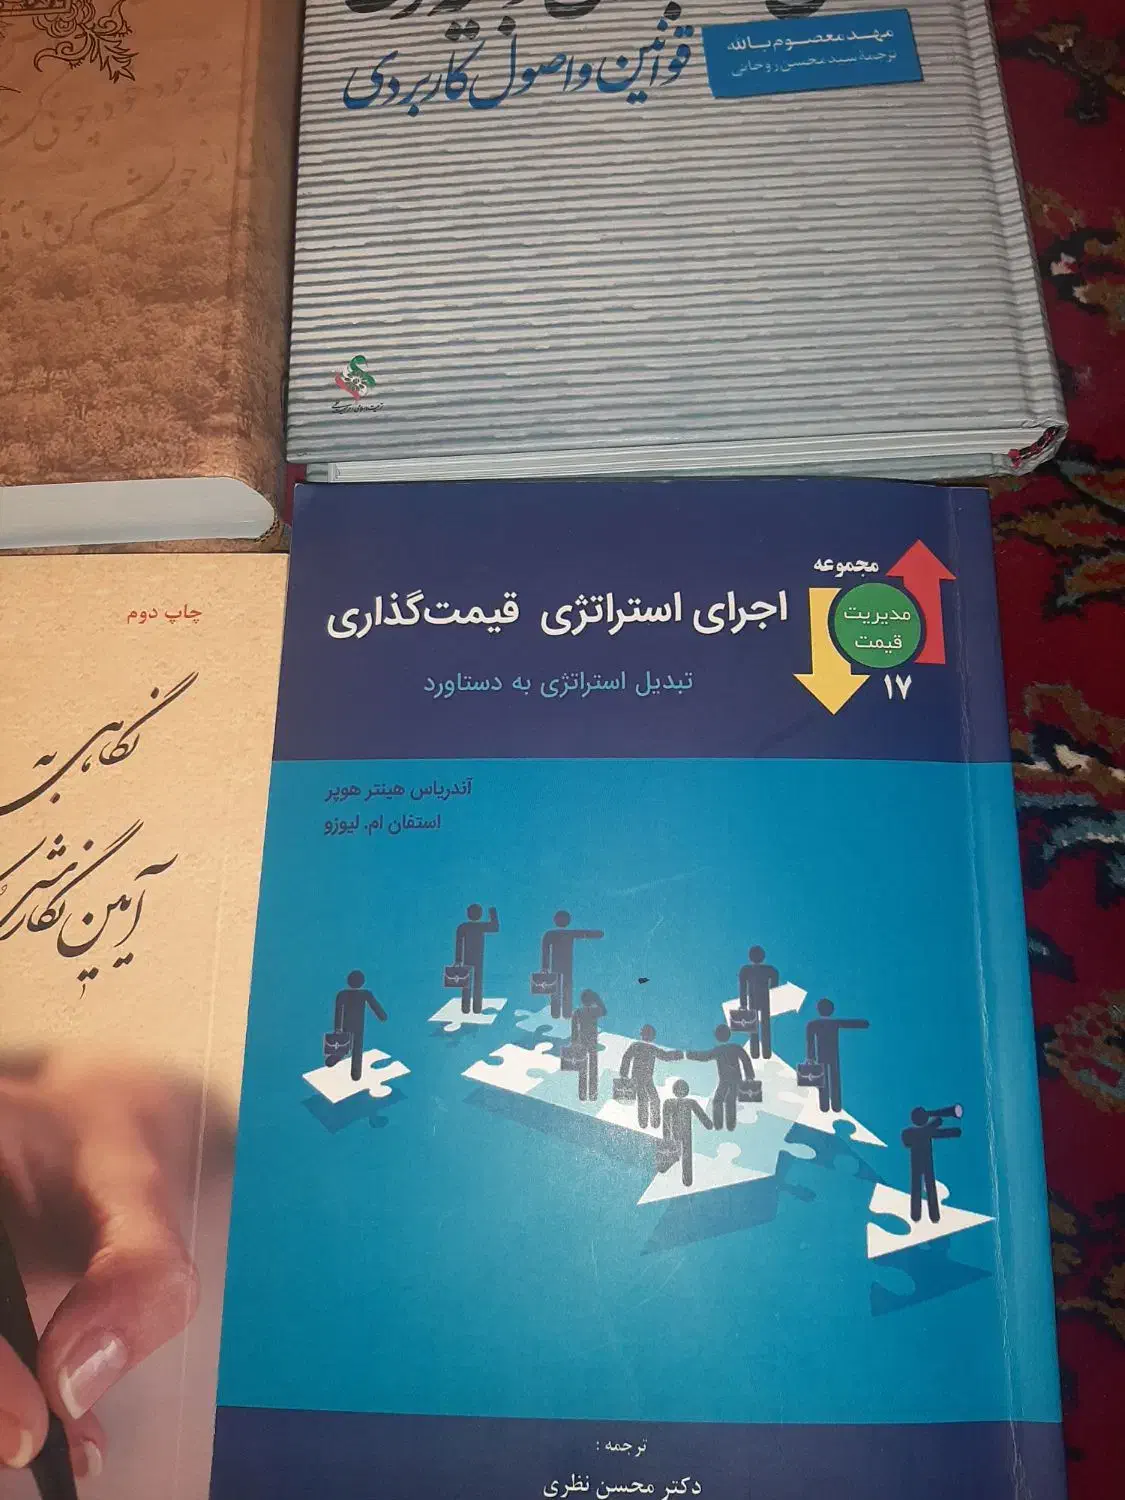 قوانین و اصول کاربردی
مهد معصوم بالله
ترجمهٔ سید محسن روحانی
مجموعه
مدیریت
قیمت
۱۷
اجرای استراتژی قیمت‌گذاری
تبدیل استراتژی به دستاورد
آندریاس هینتر هوپر
استفان ام. لیوزو
ترجمه :
دکتر محسن نظری
چاپ دوم
نگاهی به
آیین نگارش